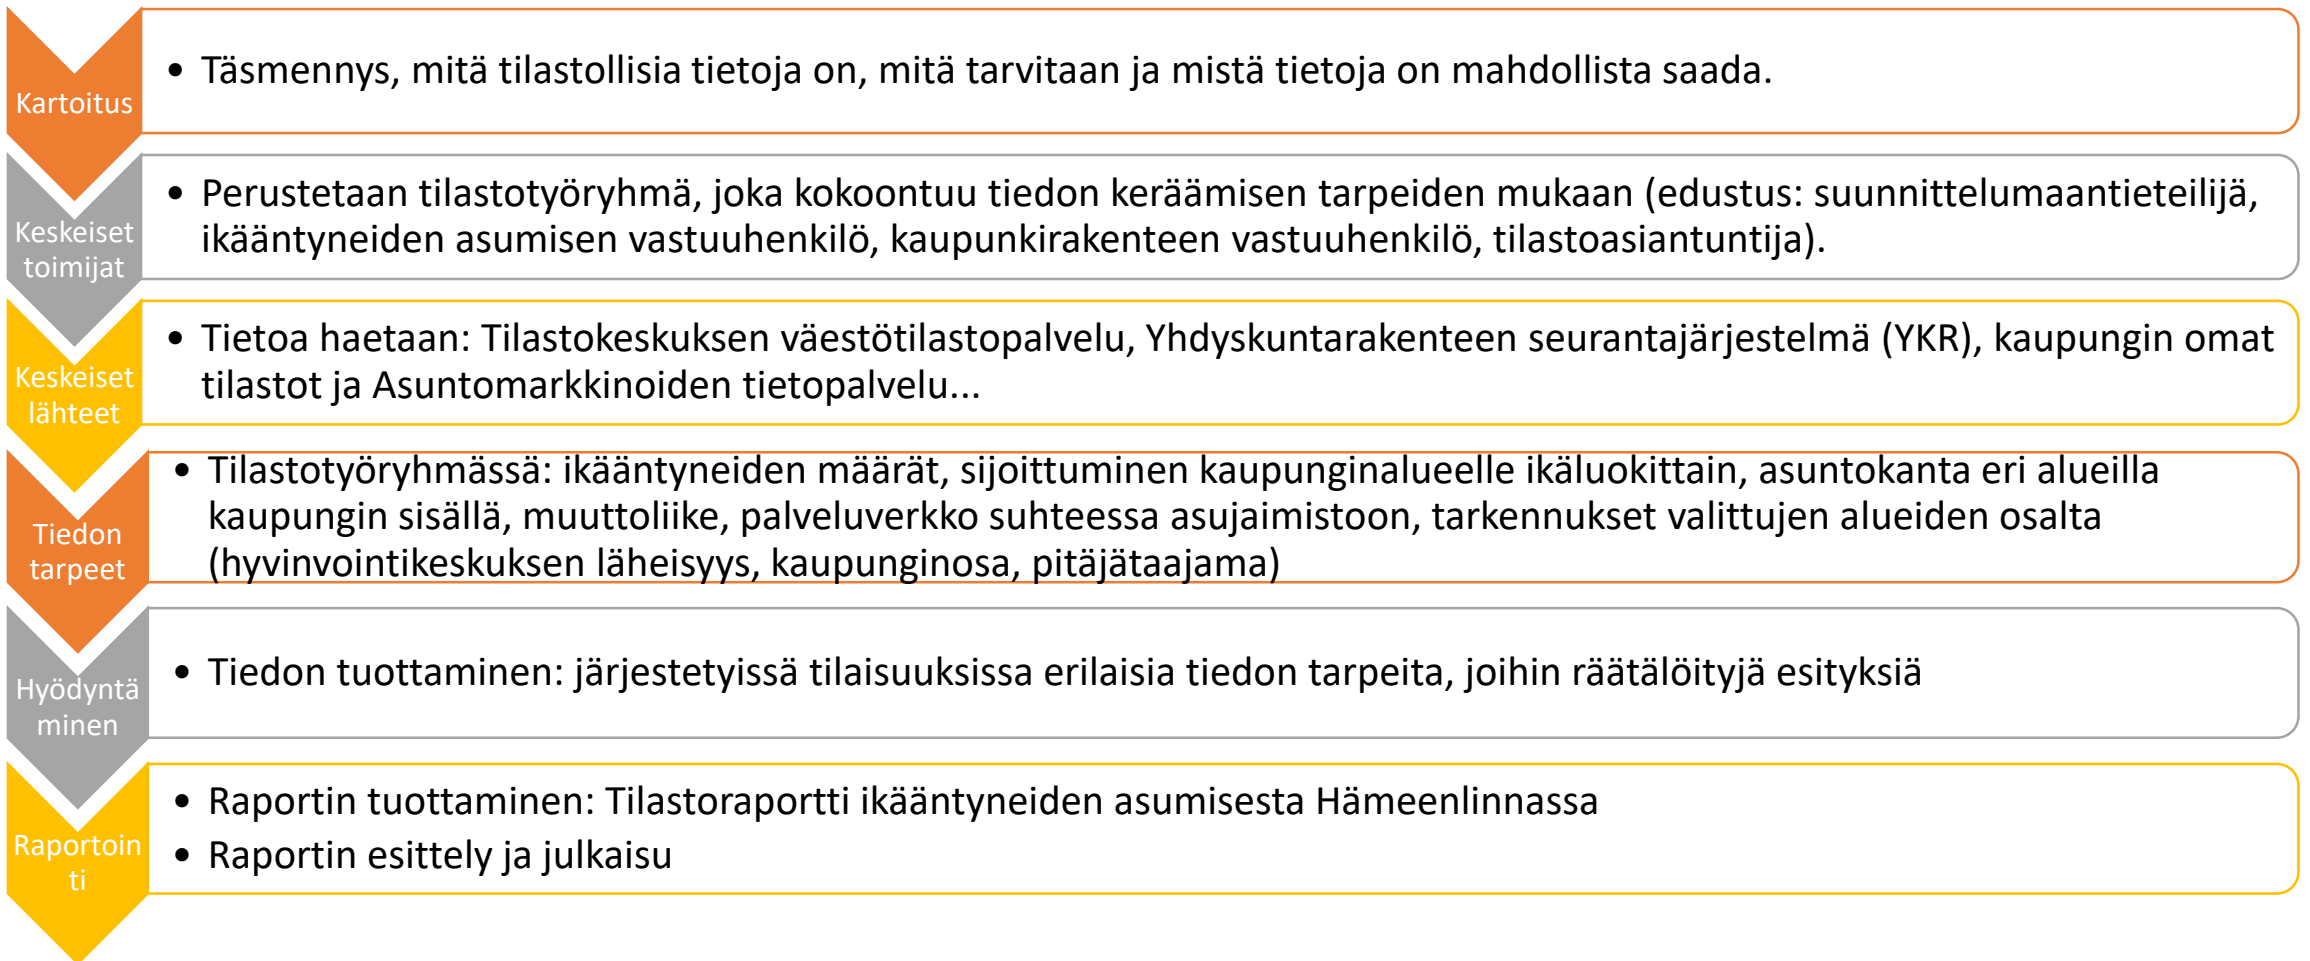 Kartoitus
• Täsmennys, mitä tilastollisia tietoja on, mitä tarvitaan ja mistä tietoja on mahdollista saada.
Keskeiset
toimijat
• Perustetaan tilastotyöryhmä, joka kokoontuu tiedon keräämisen tarpeiden mukaan (edustus: suunnittelumaantieteilijä,
ikääntyneiden asumisen vastuuhenkilö, kaupunkirakenteen vastuuhenkilö, tilastoasiantuntija).
Keskeiset
lähteet
• Tietoa haetaan: Tilastokeskuksen väestötilastopalvelu, Yhdyskuntarakenteen seurantajärjestelmä (YKR), kaupungin omat
tilastot ja Asuntomarkkinoiden tietopalvelu...
Tiedon
tarpeet
• Tilastotyöryhmässä: ikääntyneiden määrät, sijoittuminen kaupunginalueelle ikäluokittain, asuntokanta eri alueilla
kaupungin sisällä, muuttoliike, palveluverkko suhteessa asujaimistoon, tarkennukset valittujen alueiden osalta
(hyvinvointikeskuksen läheisyys, kaupunginosa, pitäjätaajama)
Hyödyntä
minen
• Tiedon tuottaminen: järjestetyissä tilaisuuksissa erilaisia tiedon tarpeita, joihin räätälöityjä esityksiä
Raportoin
ti
• Raportin tuottaminen: Tilastoraportti ikääntyneiden asumisesta Hämeenlinnassa
• Raportin esittely ja julkaisu